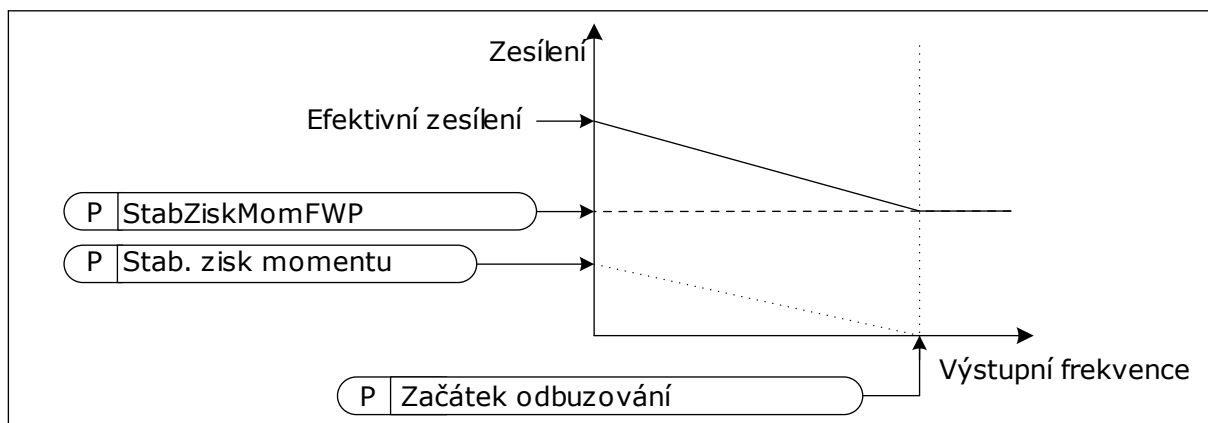 Zesílení
Efektivní zesílení
P StabZiskMomFWP
P Stab. zisk momentu
Výstupní frekvence
P Začátek odbuzování